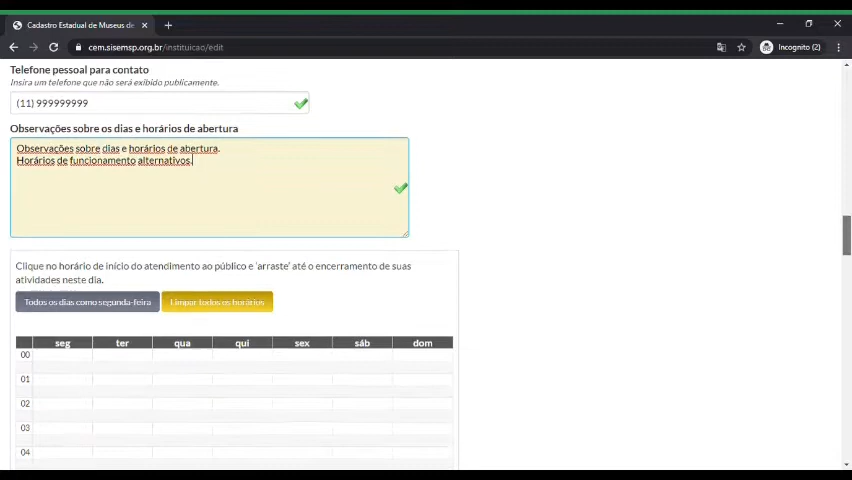 Cadastro Estadual de Museus de
cem.sisemsp.org.br/instituicao/edit
Incognito (2)
Telefone pessoal para contato
Insira um telefone que não será exibido publicamente.
(11) 999999999
Observações sobre os dias e horários de abertura
Observações sobre dias e horários de abertura.
Horários de funcionamento alternativos.
Clique no horário de início do atendimento ao público e 'arraste' até o encerramento de suas
atividades neste dia.
Todos os dias como segunda-feira
Limpar todos os horários
seg ter qua qui sex sáb dom
00
01
02
03
04